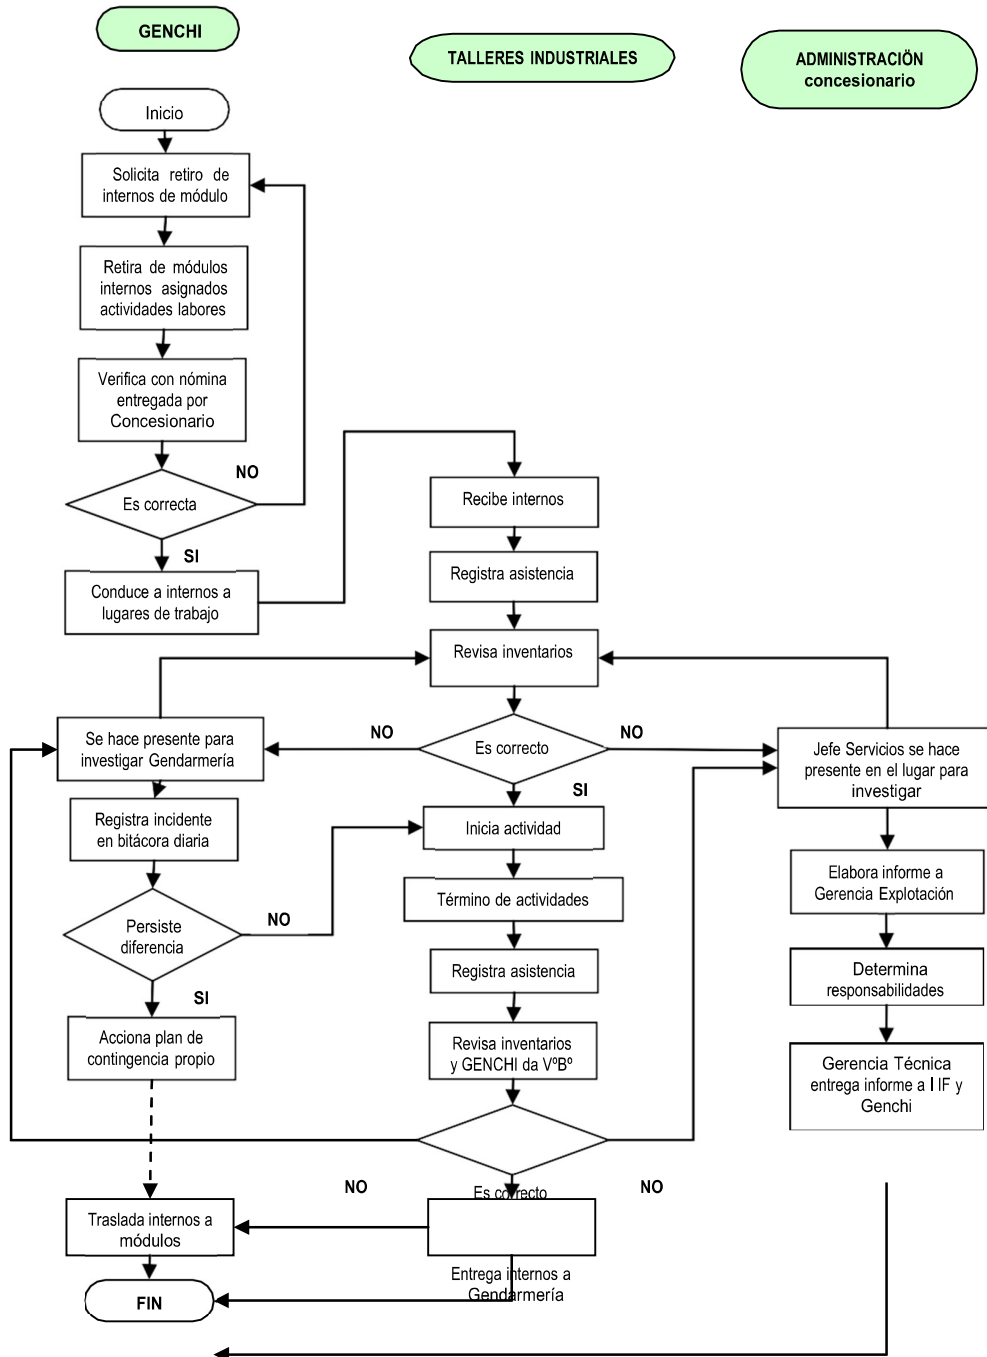 GENCHI
TALLERES INDUSTRIALES
ADMINISTRACIÖN
concesionario
Inicio
Solicita retiro de
internos de módulo
Retira de módulos
internos asignados
actividades labores
Verifica con nómina
entregada por
Concesionario
NO
Es correcta
SI
Conduce a internos a
lugares de trabajo
Recibe internos
Registra asistencia
Revisa inventarios
NO
NO
Es correcto
SI
Se hace presente para
investigar Gendarmería
Jefe Servicios se hace
presente en el lugar para
investigar
Registra incidente
en bitácora diaria
Inicia actividad
Elabora informe a
Gerencia Explotación
Persiste
diferencia
NO
SI
Término de actividades
Registra asistencia
Determina
responsabilidades
Acciona plan de
contingencia propio
Revisa inventarios
y GENCHI da VºBº
Gerencia Técnica
entrega informe a IIF y
Genchi
NO
NO
Es correcto
Traslada internos a
módulos
Entrega internos a
Gendarmería
FIN